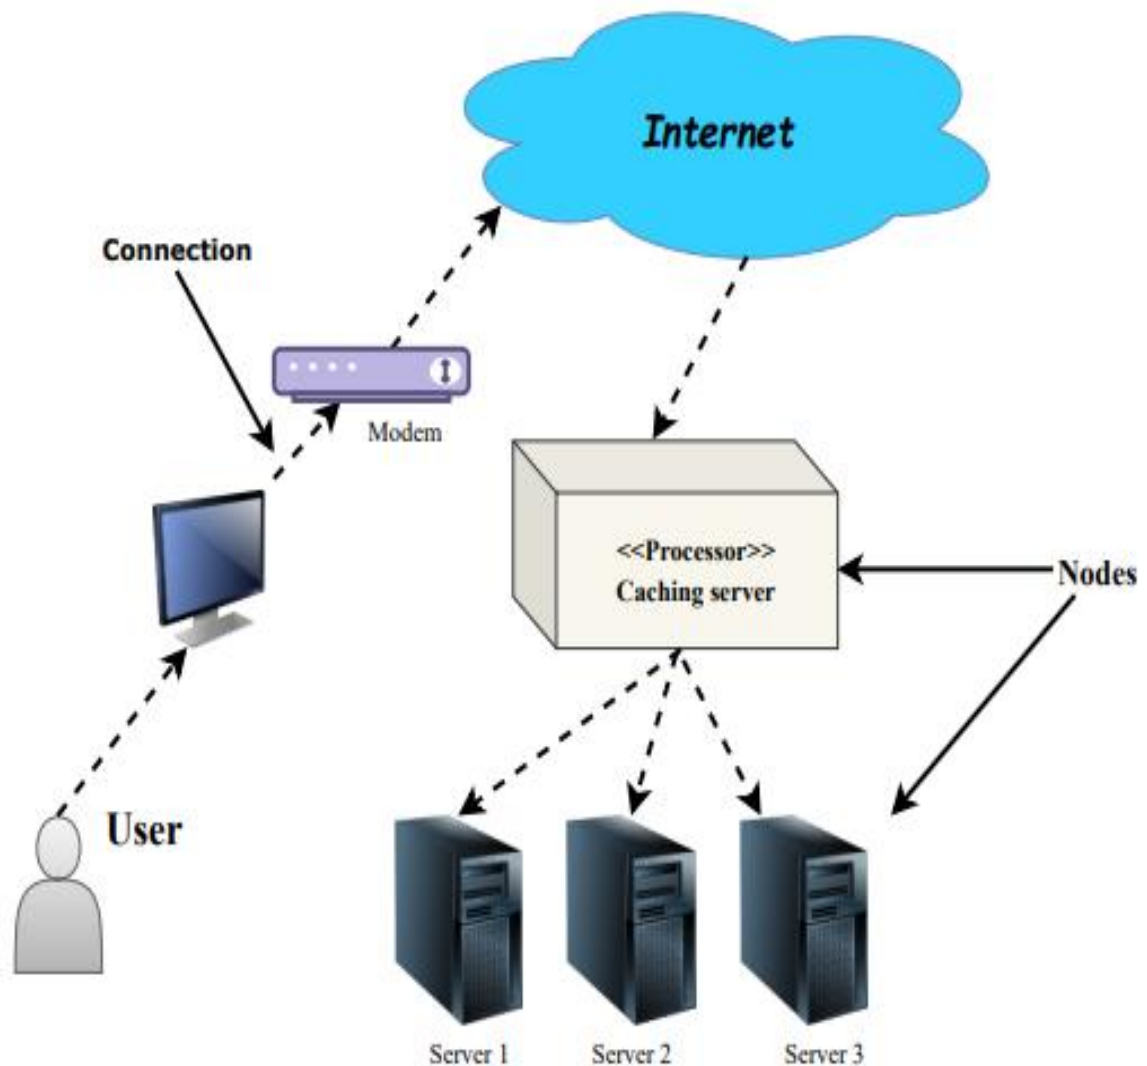 Internet
Connection
Modem
<<Processor>>
Caching server
Nodes
User
Server 1
Server 2
Server 3